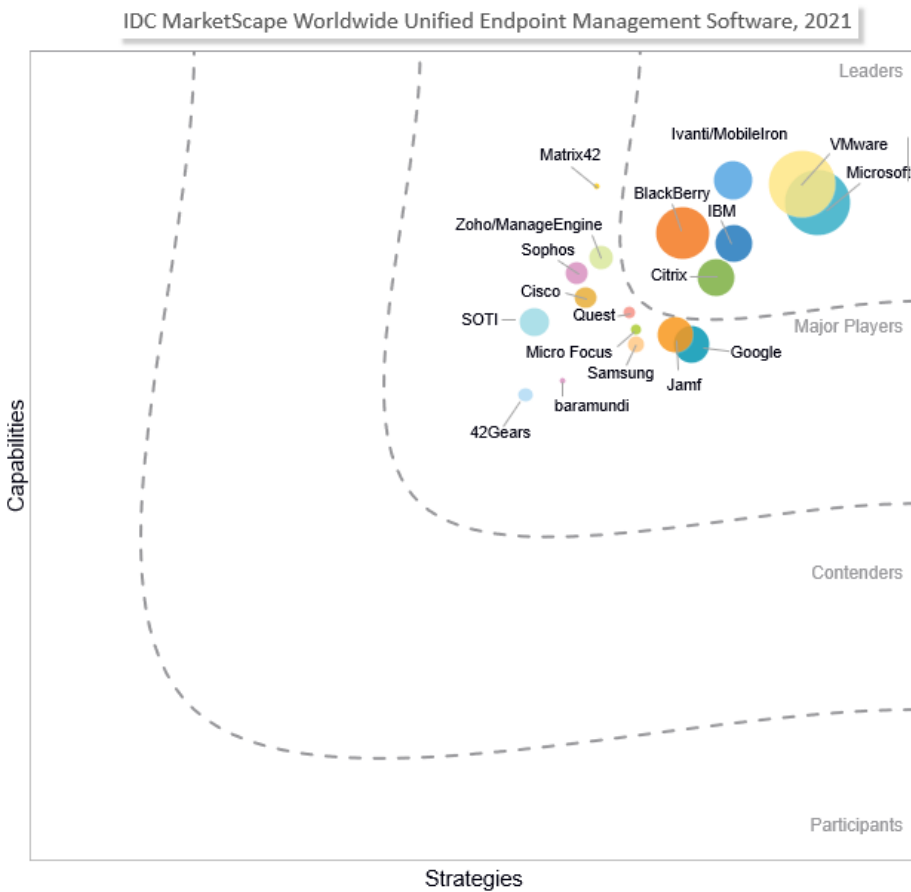 IDC MarketScape Worldwide Unified Endpoint Management Software, 2021
Leaders
Ivanti/MobileIron
VMware
Matrix42
Microsoft
BlackBerry
IBM
Zoho/ManageEngine
Sophos
Citrix
Cisco
Quest
SOTI
Major Players
Micro Focus
Google
Samsung
Jamf
baramundi
42Gears
Capabilities
Contenders
Participants
Strategies